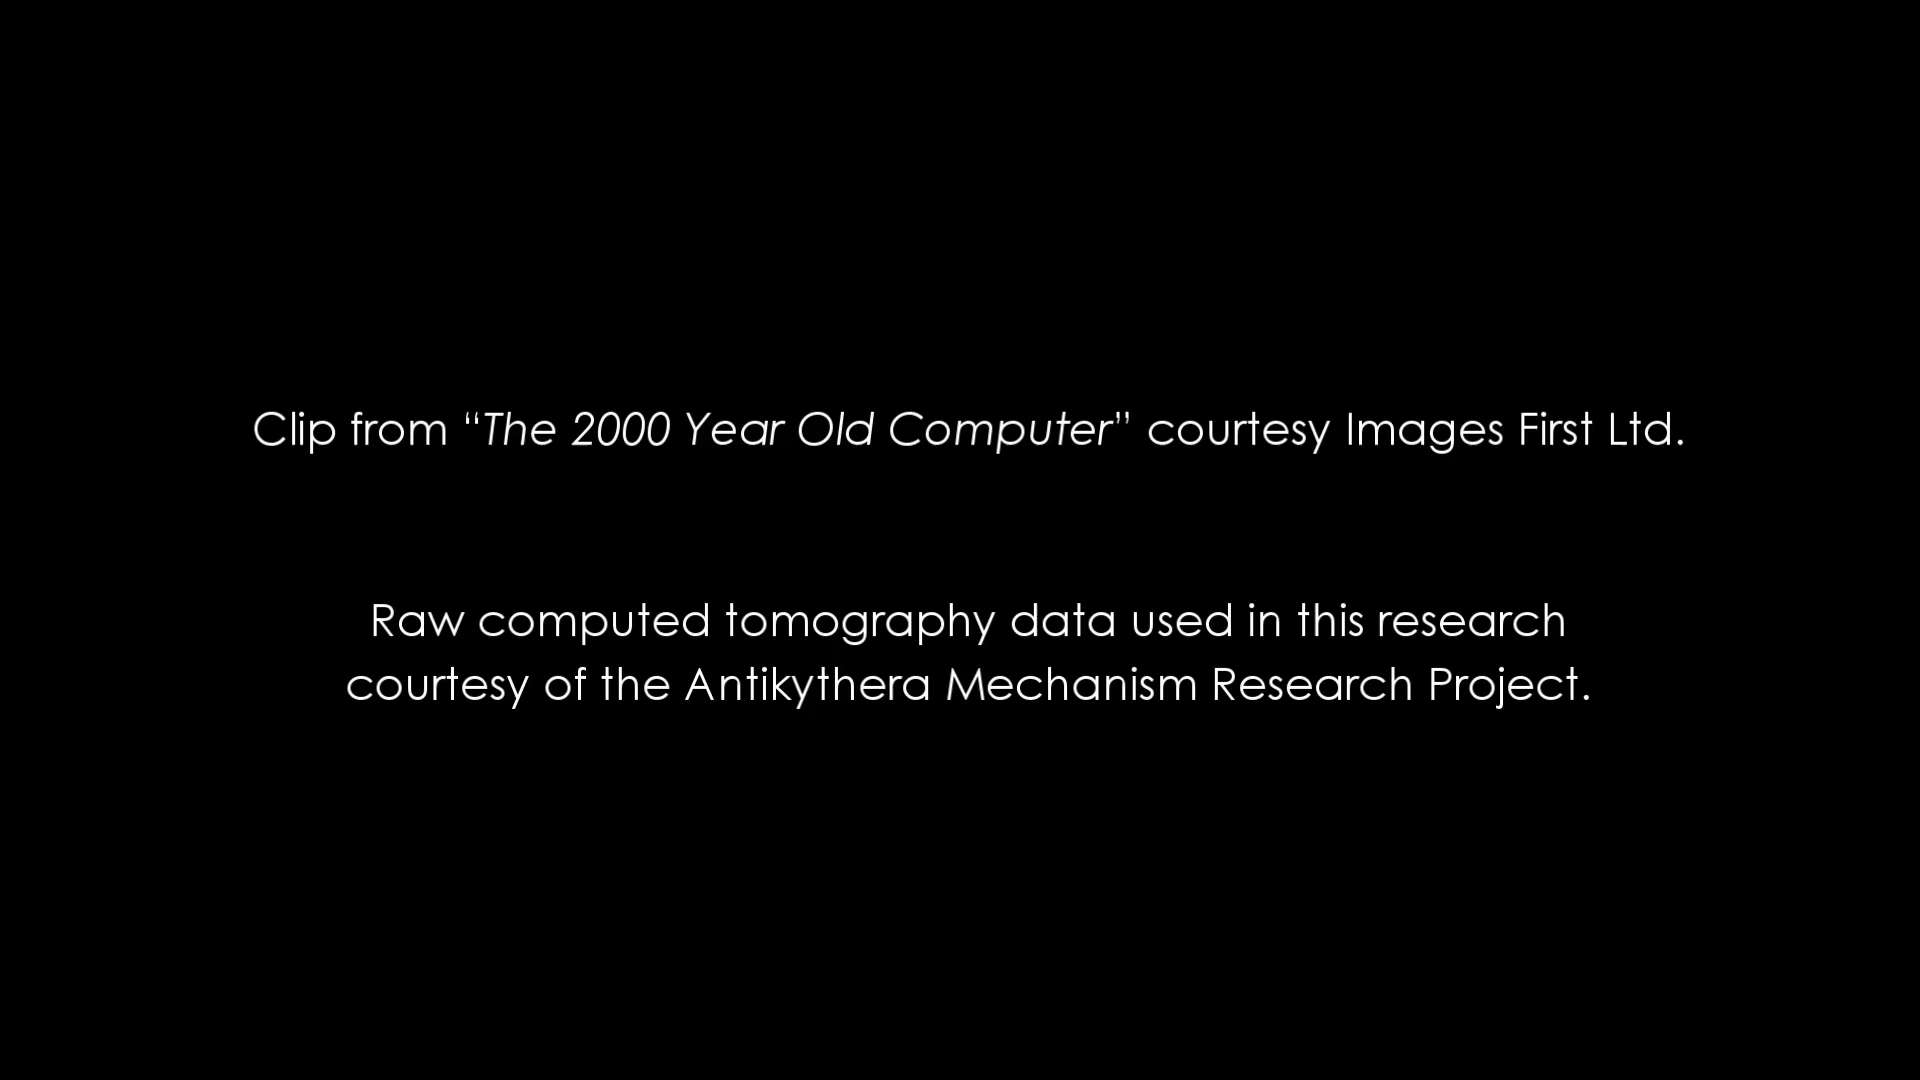 Clip from “The 2000 Year Old Computer” courtesy Images First Ltd.
Raw computed tomography data used in this research
courtesy of the Antikythera Mechanism Research Project.